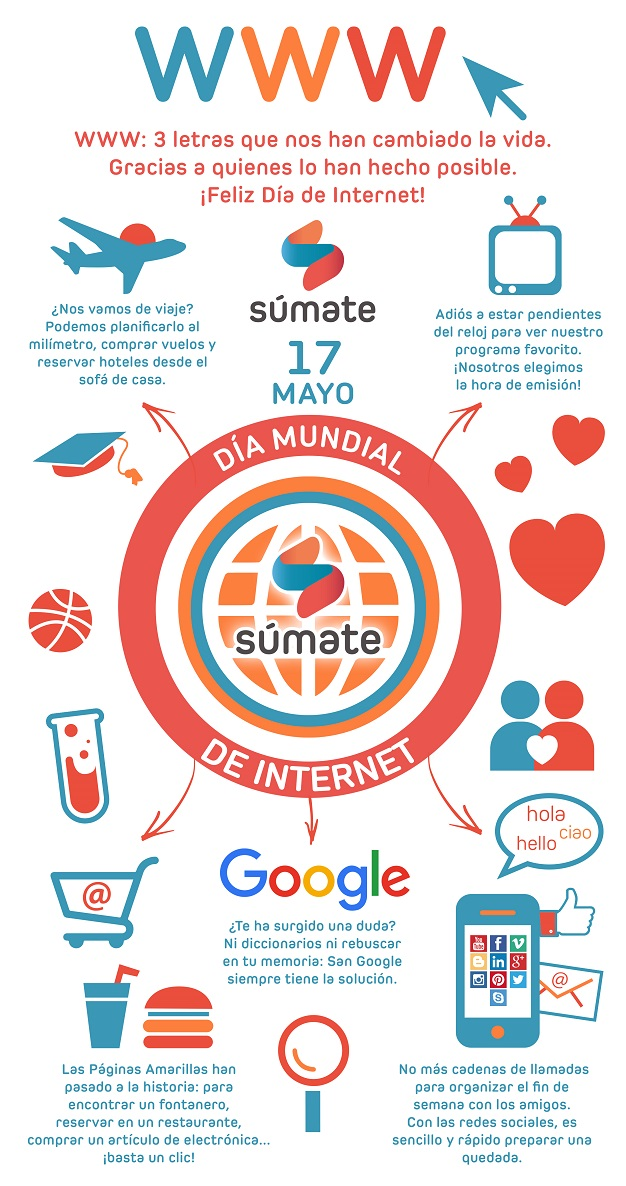 WWW
WWW: 3 letras que nos han cambiado la vida.
Gracias a quienes lo han hecho posible.
¡Feliz Día de Internet!
¿Nos vamos de viaje?
Podemos planificarlo al
milímetro, comprar vuelos y
reservar hoteles desde el
sofá de casa.
súmate
17
MAYO
Adiós a estar pendientes
del reloj para ver nuestro
programa favorito.
¡Nosotros elegimos
la hora de emisión!
DÍA MUNDIAL
súmate
DE INTERNET
hola
ciao
hello
@
Google
¿Te ha surgido una duda?
Ni diccionarios ni rebuscar
en tu memoria: San Google
siempre tiene la solución.
You Tube f v
in g+
@
Las Páginas Amarillas han
pasado a la historia: para
encontrar un fontanero,
reservar en un restaurante,
comprar un artículo de electrónica...
¡basta un clic!
No más cadenas de llamadas
para organizar el fin de
semana con los amigos.
Con las redes sociales, es
sencillo y rápido preparar una
quedada.